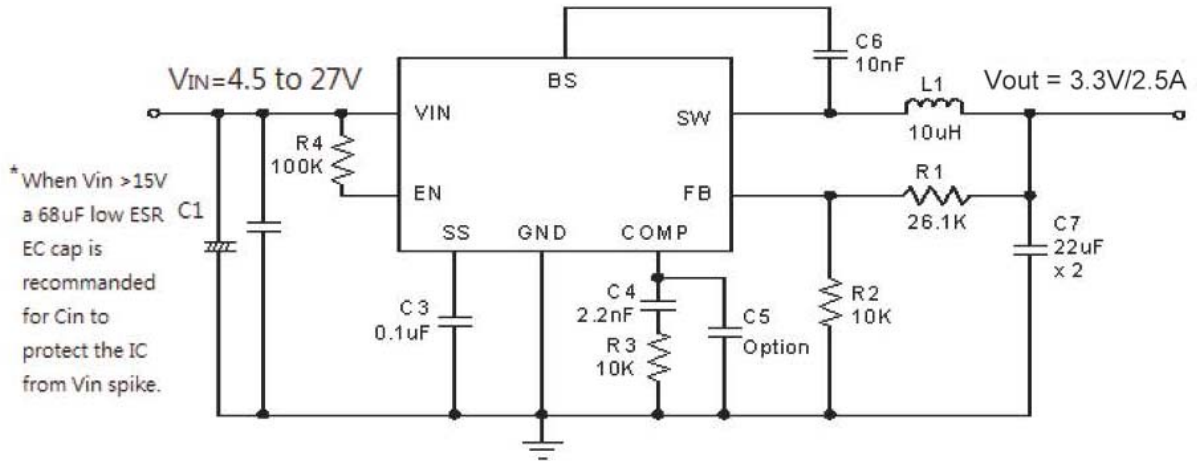 VIN=4.5 to 27V
Vout = 3.3V/2.5A
* When Vin >15V
a 68uF low ESR
EC cap is
recommanded
for Cin to
protect the IC
from Vin spike.
C1
R4
100K
VIN
EN
BS
SW
FB
SS
GND
COMP
C6
10nF
L1
10uH
R1
26.1K
C7
22uF
x 2
R2
10K
C3
0.1uF
C4
2.2nF
R3
10K
C5
Option